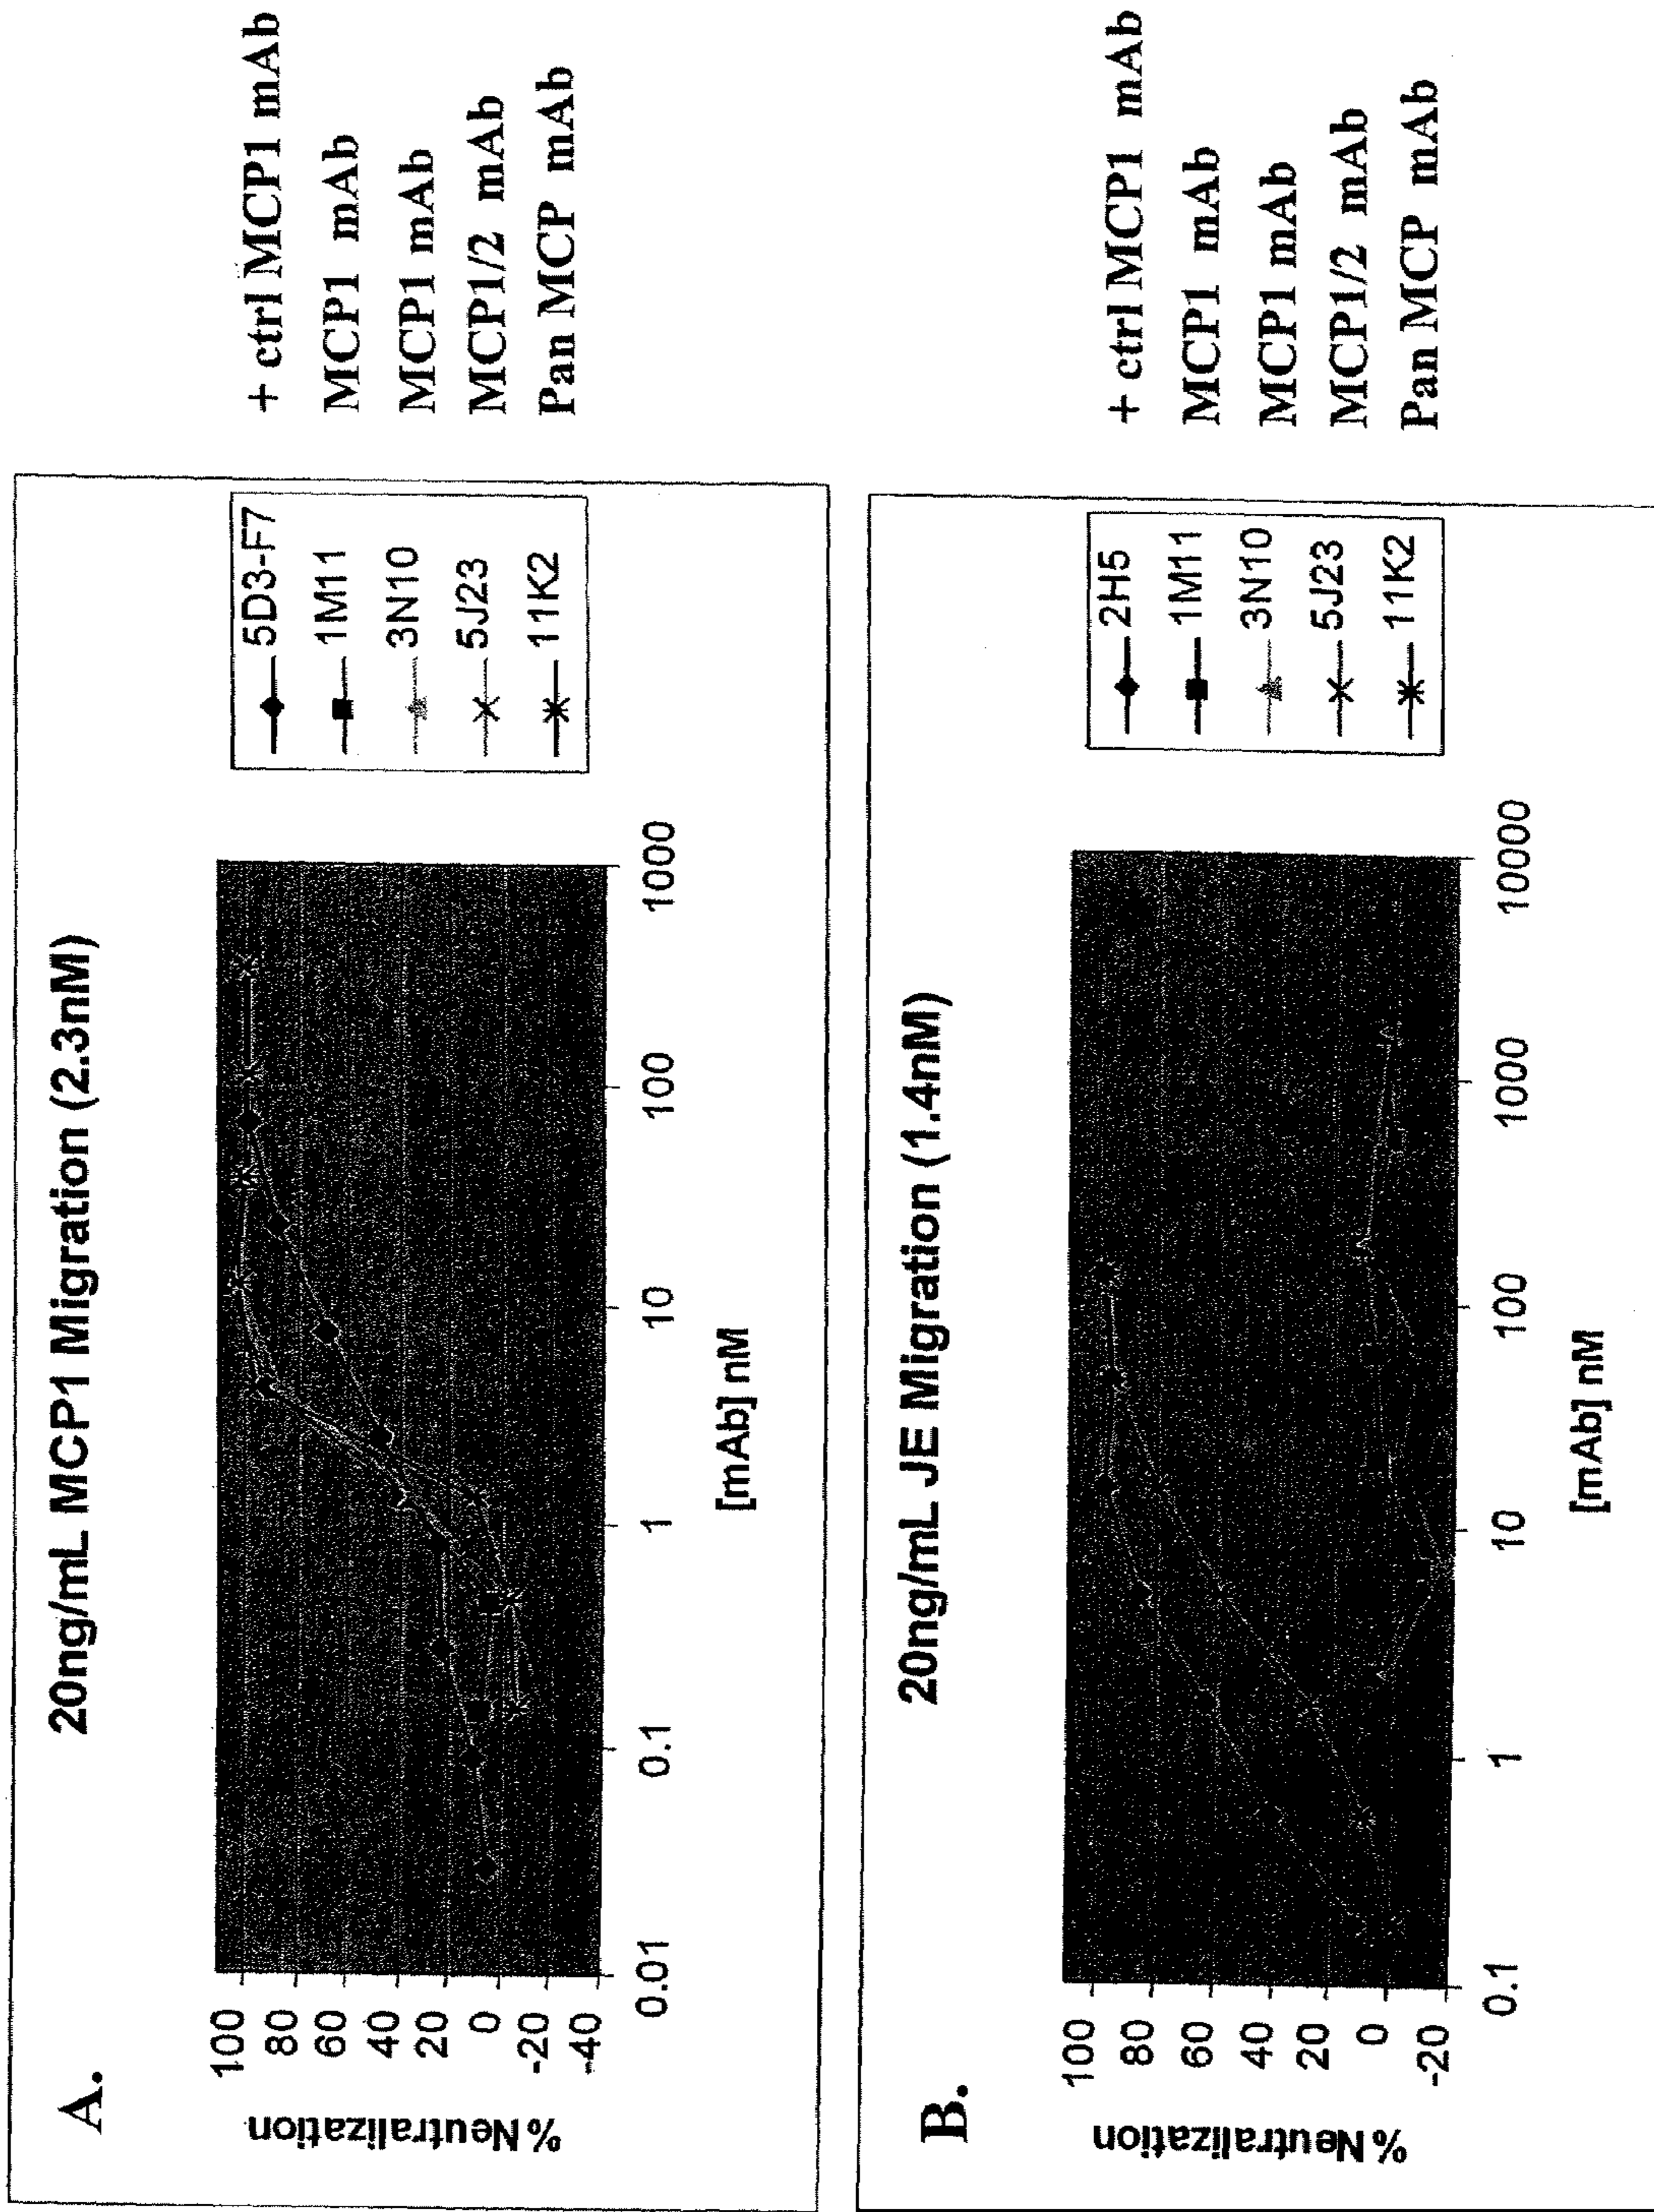 A.
20ng/mL MCP1 Migration (2.3nM)
% Neutralization
100
80
60
40
20
0
-20
-40
0.01
0.1
1
10
100
1000
[mAb] nM
5D3-F7
1M11
3N10
5J23
11K2
+ ctrl MCP1 mAb
MCP1 mAb
MCP1 mAb
MCP1/2 mAb
Pan MCP mAb
B.
20ng/mL JE Migration (1.4nM)
% Neutralization
100
80
60
40
20
0
-20
0.1
1
10
100
1000
10000
[mAb] nM
2H5
1M11
3N10
5J23
11K2
+ ctrl MCP1 mAb
MCP1 mAb
MCP1 mAb
MCP1/2 mAb
Pan MCP mAb